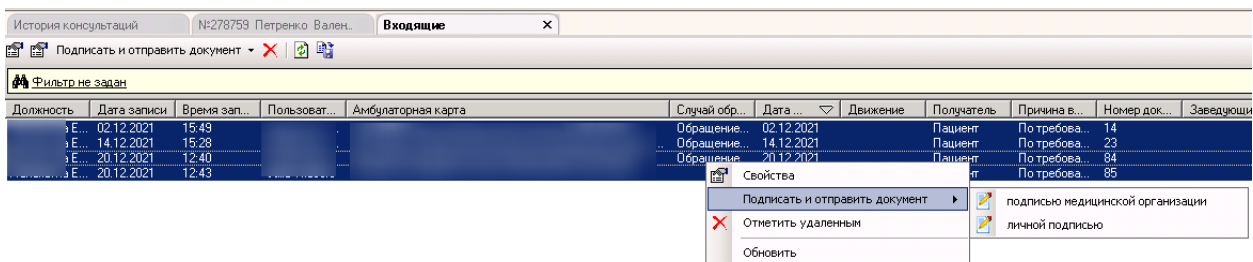 История консультаций №278759 Петренко Вален.. Входящие x
Подписать и отправить документ
Фильтр не задан
Должность Дата записи Время зап... Пользоват... Амбулаторная карта Случай обр... Дата ... Движение Получатель Причина в... Номер док... Заведующи
Е... 02.12.2021 15:49 Обращение... 02.12.2021 Пациент По требова... 14
Е... 14.12.2021 15:28 Обращение... 14.12.2021 Пациент По требова... 23
Е... 20.12.2021 12:40 Обращение... 20.12.2021 Пациент По требова... 84
Е... 20.12.2021 12:43 По требова... 85
Свойства
Подписать и отправить документ подписью медицинской организации
Отметить удаленным личной подписью
Обновить